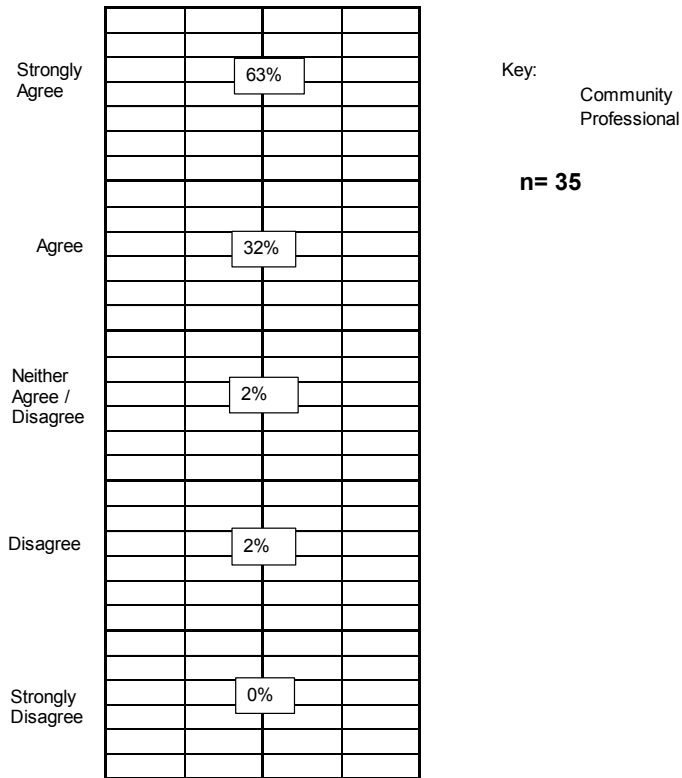 Strongly
Agree
63%
Key:
Community
Professional
n= 35
Agree
32%
Neither
Agree /
Disagree
2%
Disagree
2%
Strongly
Disagree
0%